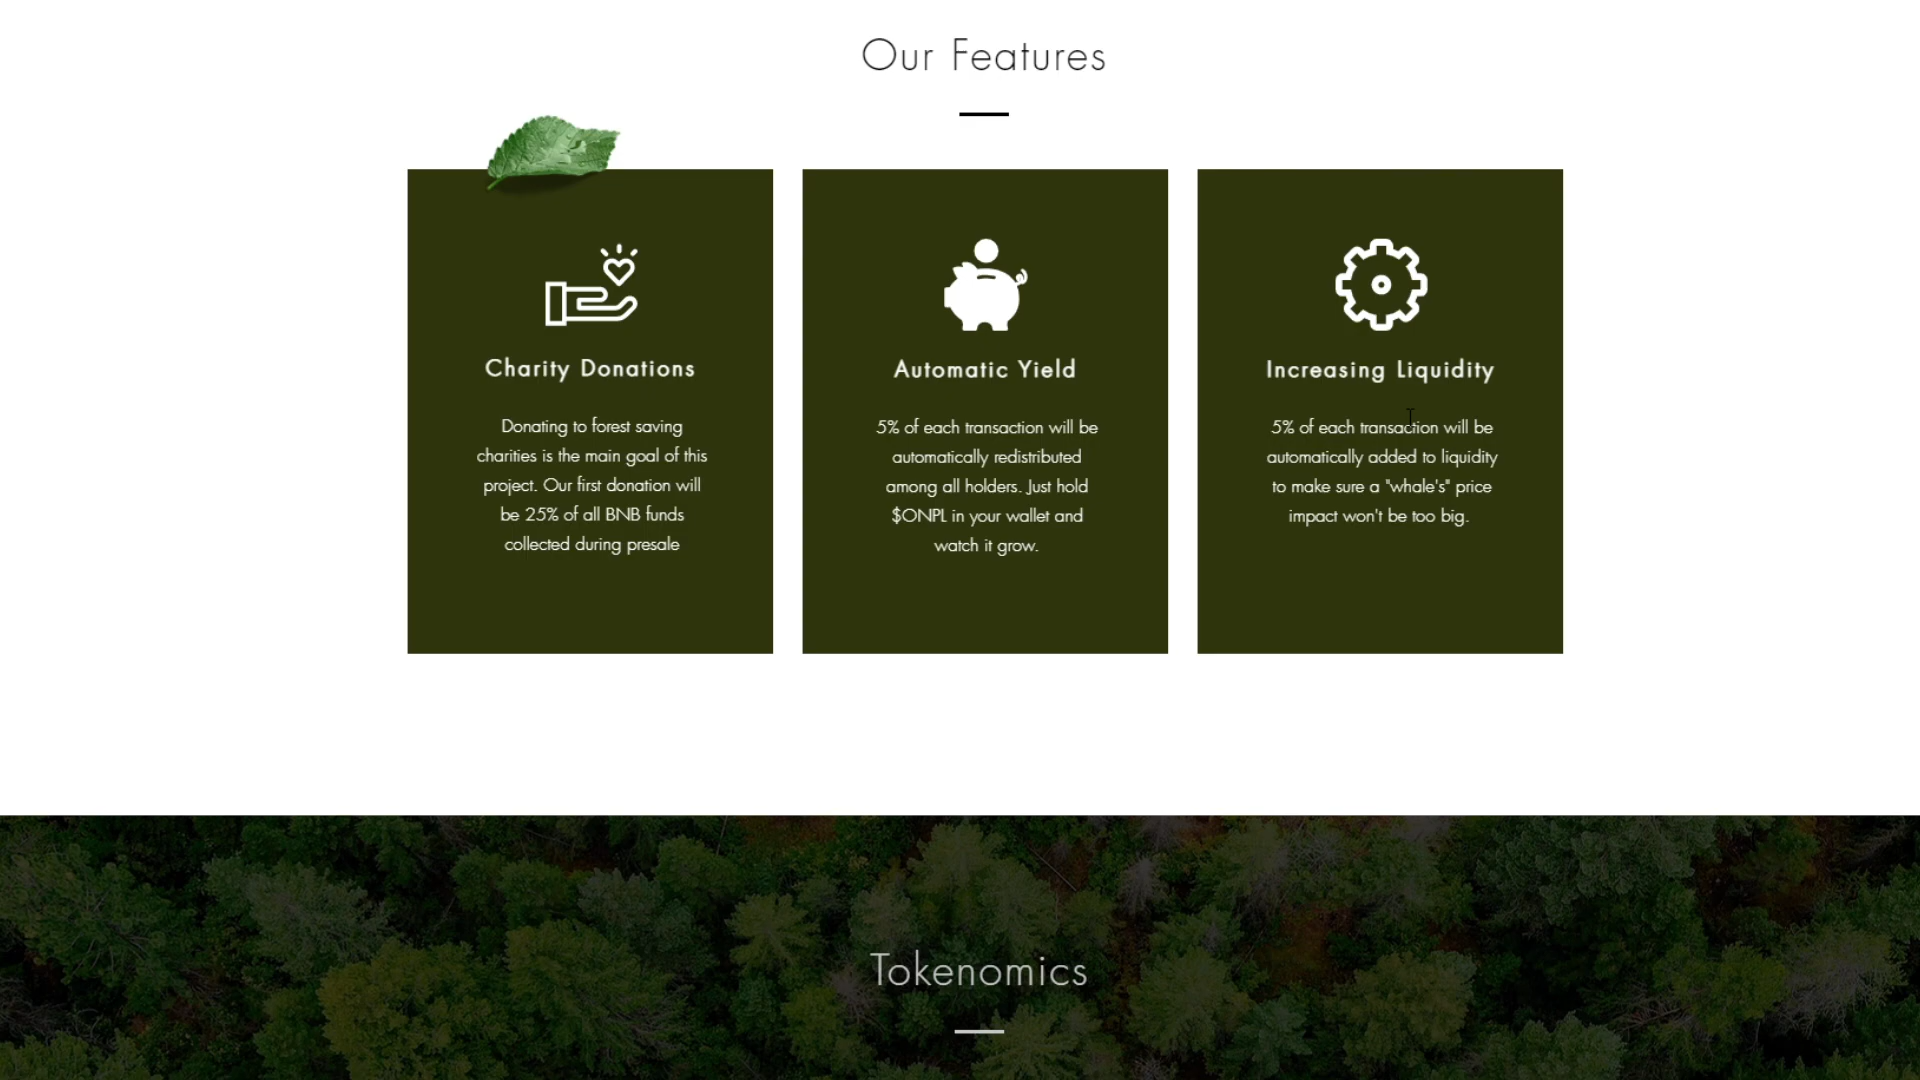 Our Features
Charity Donations
Donating to forest saving
charities is the main goal of this
project. Our first donation will
be 25% of all BNB funds
collected during presale
Automatic Yield
5% of each transaction will be
automatically redistributed
among all holders. Just hold
$ONPL in your wallet and
watch it grow.
Increasing Liquidity
5% of each transaction will be
automatically added to liquidity
to make sure a "whale's" price
impact won't be too big.
Tokenomics